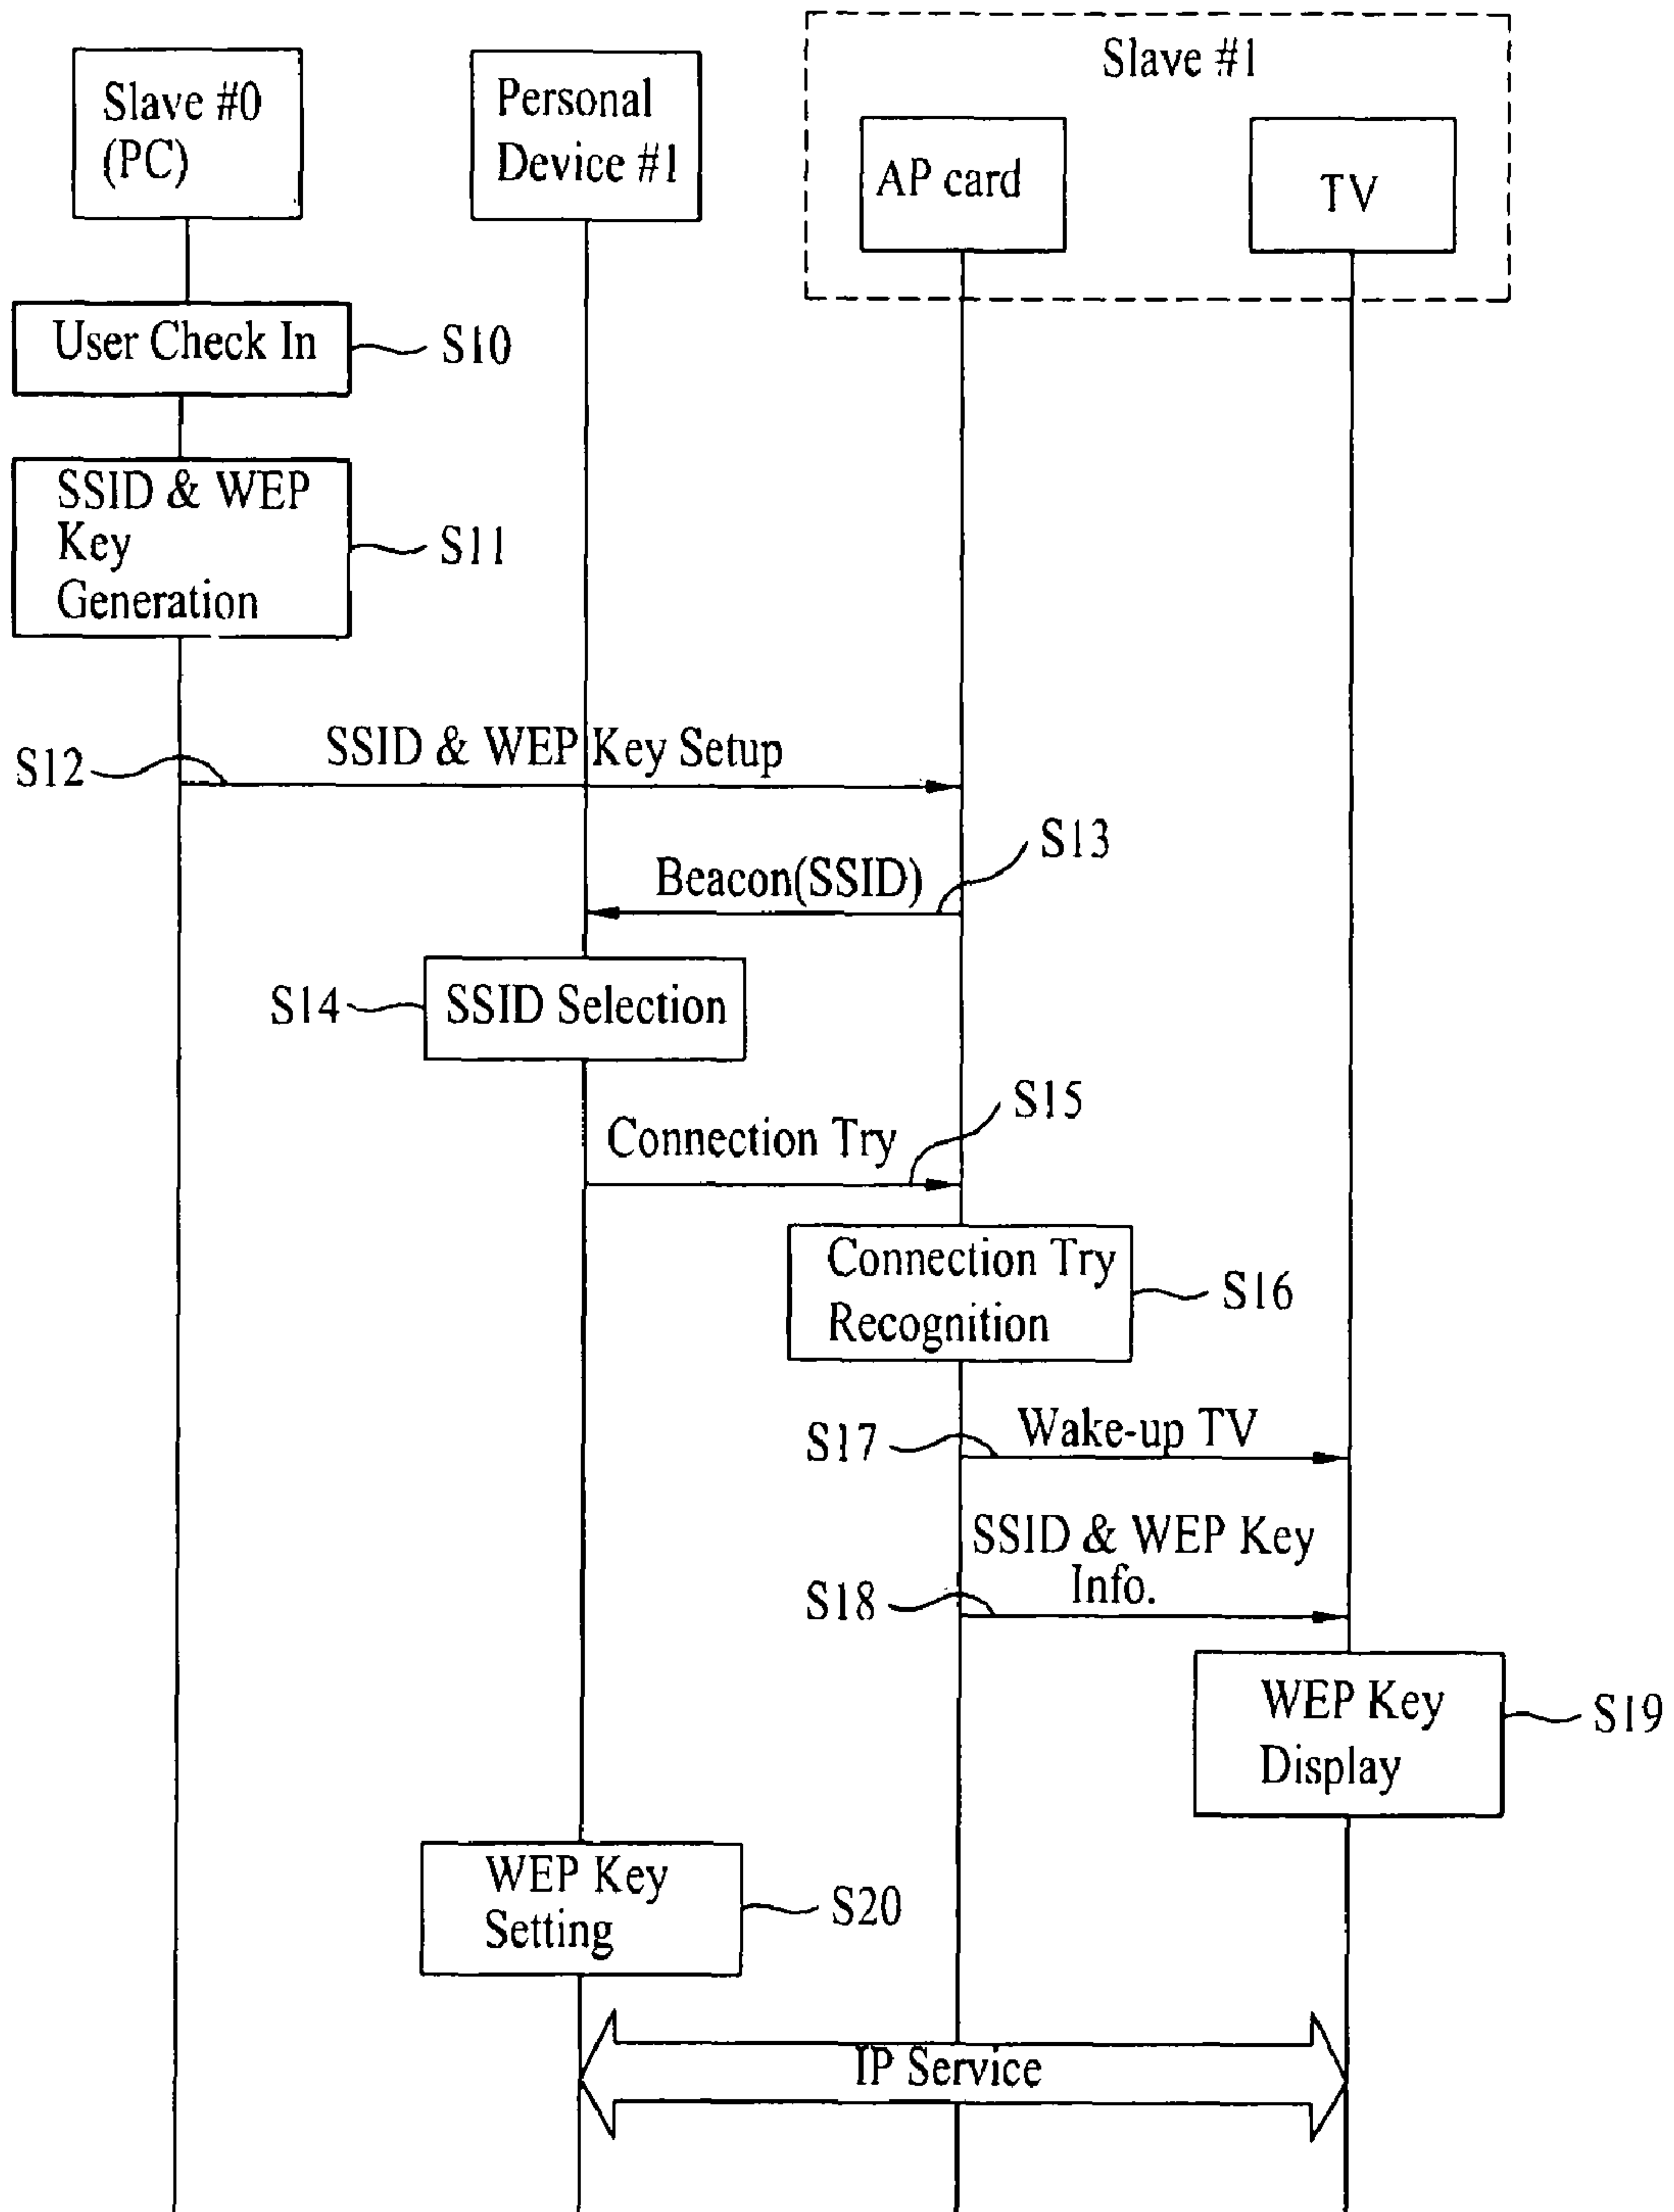 Slave #1
Slave #0
(PC)
Personal
Device #1
AP card
TV
User Check In
S10
SSID & WEP
Key
Generation
S11
SSID & WEP Key Setup
S12
S13
Beacon(SSID)
S14
SSID Selection
S15
Connection Try
Connection Try
Recognition
S16
S17
Wake-up TV
SSID & WEP Key
Info.
S18
WEP Key
Display
S19
WEP Key
Setting
S20
IP Service